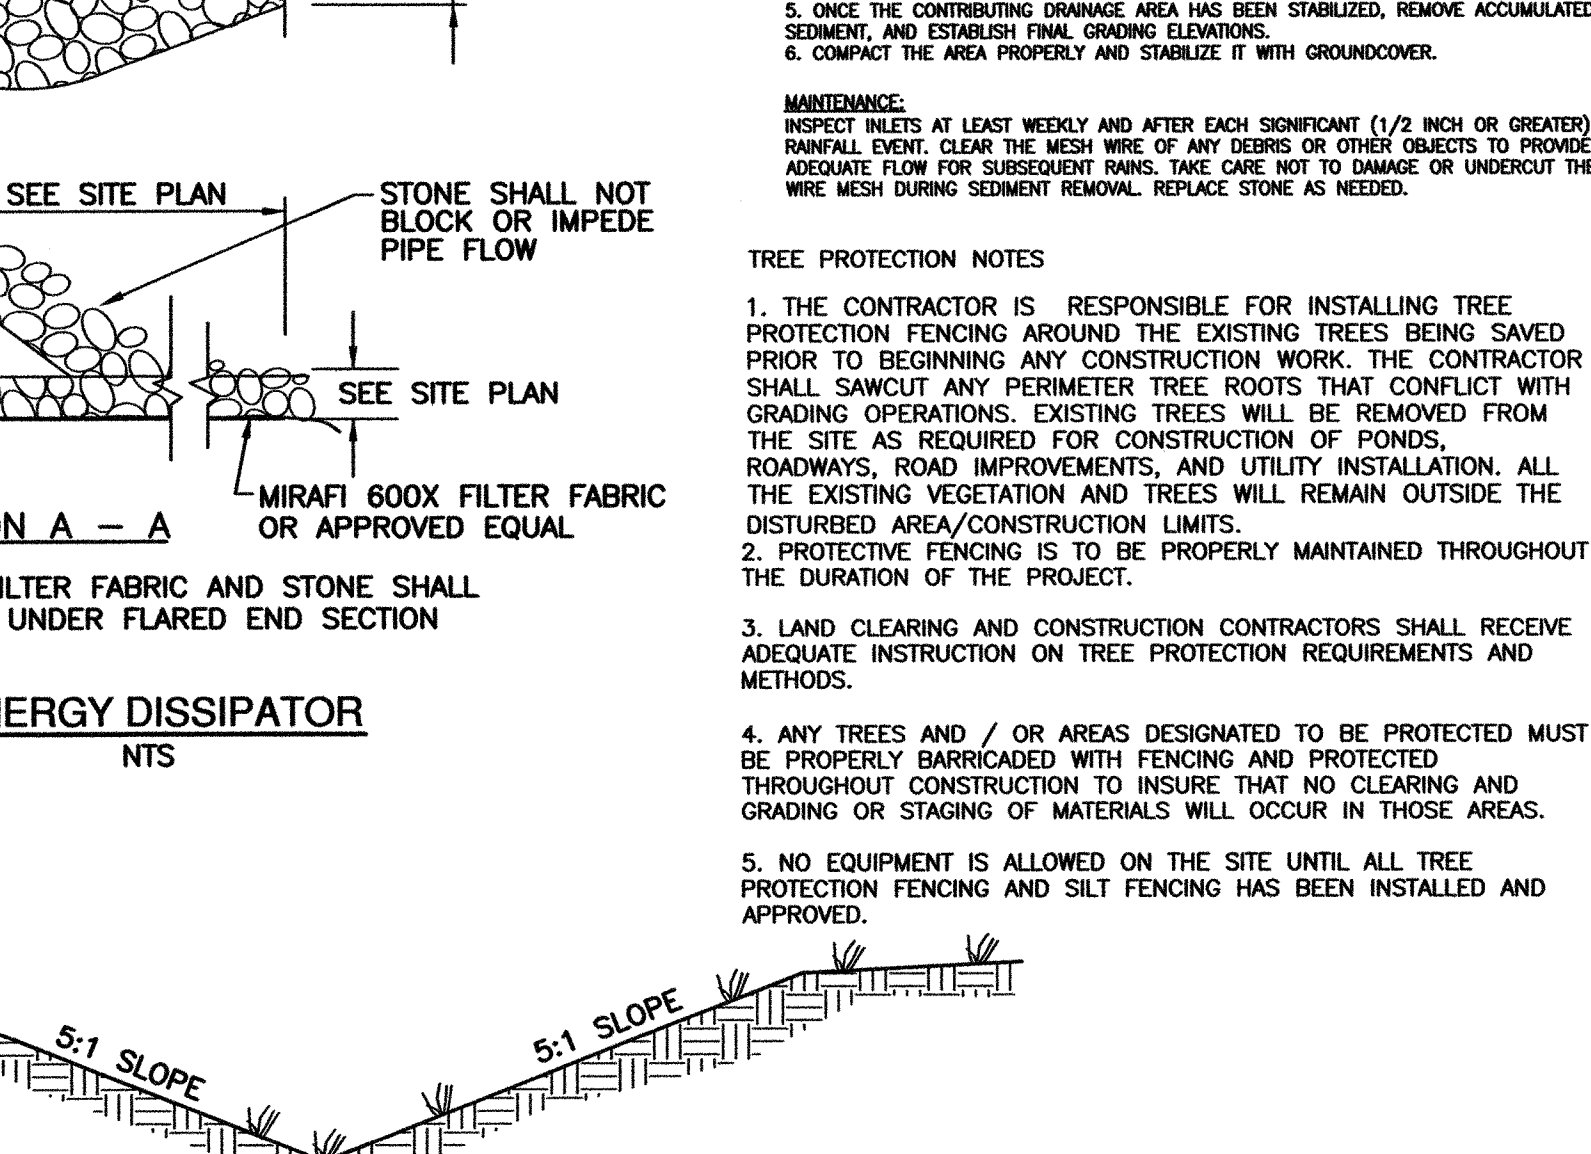 5. ONCE THE CONTRIBUTING DRAINAGE AREA HAS BEEN STABILIZED, REMOVE ACCUMULATED
SEDIMENT, AND ESTABLISH FINAL GRADING ELEVATIONS.
6. COMPACT THE AREA PROPERLY AND STABILIZE IT WITH GROUNDCOVER.
MAINTENANCE:
INSPECT INLETS AT LEAST WEEKLY AND AFTER EACH SIGNIFICANT (1/2 INCH OR GREATER)
RAINFALL EVENT. CLEAR THE MESH WIRE OF ANY DEBRIS OR OTHER OBJECTS TO PROVIDE
ADEQUATE FLOW FOR SUBSEQUENT RAINS. TAKE CARE NOT TO DAMAGE OR UNDERCUT THE
WIRE MESH DURING SEDIMENT REMOVAL. REPLACE STONE AS NEEDED.
SEE SITE PLAN
STONE SHALL NOT
BLOCK OR IMPEDE
PIPE FLOW
SEE SITE PLAN
MIRAFI 600X FILTER FABRIC
OR APPROVED EQUAL
N A - A
ILTER FABRIC AND STONE SHALL
UNDER FLARED END SECTION
ERGY DISSIPATOR
NTS
TREE PROTECTION NOTES
1. THE CONTRACTOR IS RESPONSIBLE FOR INSTALLING TREE
PROTECTION FENCING AROUND THE EXISTING TREES BEING SAVED
PRIOR TO BEGINNING ANY CONSTRUCTION WORK. THE CONTRACTOR
SHALL SAWCUT ANY PERIMETER TREE ROOTS THAT CONFLICT WITH
GRADING OPERATIONS. EXISTING TREES WILL BE REMOVED FROM
THE SITE AS REQUIRED FOR CONSTRUCTION OF PONDS,
ROADWAYS, ROAD IMPROVEMENTS, AND UTILITY INSTALLATION. ALL
THE EXISTING VEGETATION AND TREES WILL REMAIN OUTSIDE THE
DISTURBED AREA/CONSTRUCTION LIMITS.
2. PROTECTIVE FENCING IS TO BE PROPERLY MAINTAINED THROUGHOUT
THE DURATION OF THE PROJECT.
3. LAND CLEARING AND CONSTRUCTION CONTRACTORS SHALL RECEIVE
ADEQUATE INSTRUCTION ON TREE PROTECTION REQUIREMENTS AND
METHODS.
4. ANY TREES AND / OR AREAS DESIGNATED TO BE PROTECTED MUST
BE PROPERLY BARRICADED WITH FENCING AND PROTECTED
THROUGHOUT CONSTRUCTION TO INSURE THAT NO CLEARING AND
GRADING OR STAGING OF MATERIALS WILL OCCUR IN THOSE AREAS.
5. NO EQUIPMENT IS ALLOWED ON THE SITE UNTIL ALL TREE
PROTECTION FENCING AND SILT FENCING HAS BEEN INSTALLED AND
APPROVED.
5:1 SLOPE
5:1 SLOPE